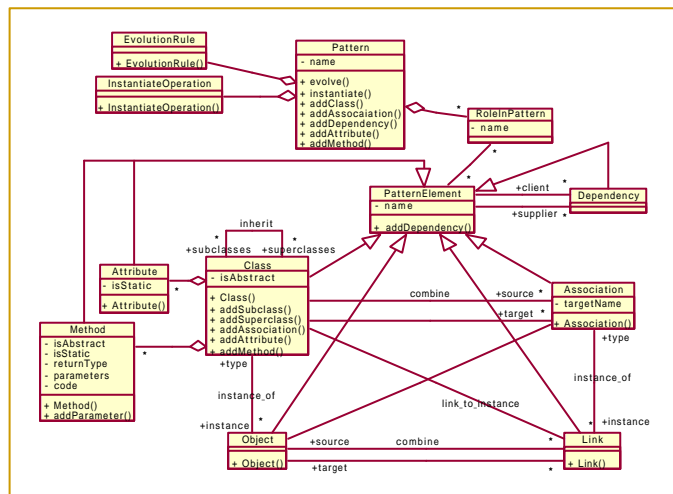 EvolutionRule
+ EvolutionRule()
InstantiateOperation
+ InstantiateOperation()
Pattern
- name
+ evolve()
+ instantiate()
+ addClass()
+ addAssocaiation()
+ addDependency()
+ addAttribute()
+ addMethod()
*
RoleInPattern
- name
*
*
PatternElement
- name
+ addDependency()
+client
*
+supplier
*
Dependency
inherit
*
+subclasses
*
+superclasses
Attribute
- isStatic
+ Attribute()
*
Class
- isAbstract
+ Class()
+ addSubclass()
+ addSuperclass()
+ addAssociation()
+ addAttribute()
+ addMethod()
combine
+source
*
+target
*
Association
- targetName
+ Association()
Method
- isAbstract
- isStatic
- returnType
- parameters
- code
+ Method()
+ addParameter()
*
+type
instance_of
*
+instance
link_to_instance
+type
instance_of
*
+instance
Object
+ Object()
+source
combine
*
+target
*
Link
+ Link()